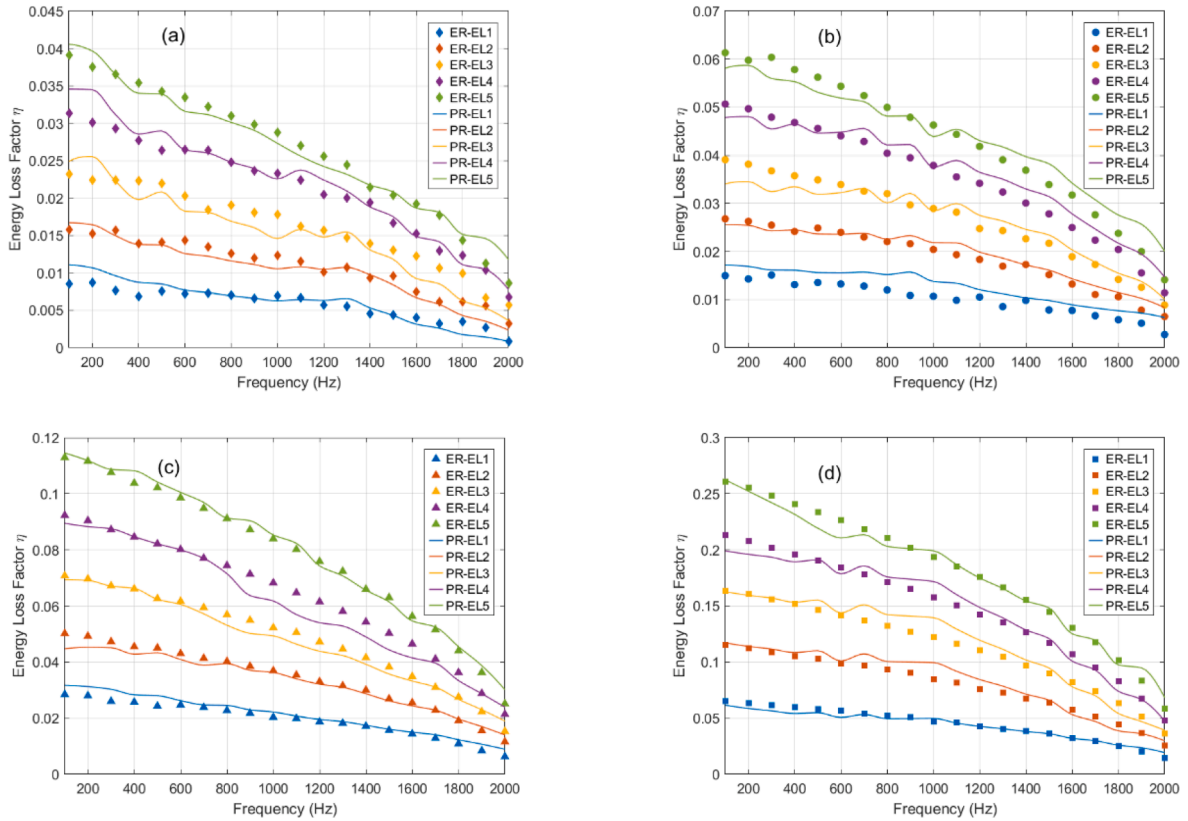 (a)
0.045
0.04
0.035
0.03
0.025
0.02
0.015
0.01
0.005
0
Energy Loss Factor η
200 400 600 800 1000 1200 1400 1600 1800 2000
Frequency (Hz)
ER-EL1
ER-EL2
ER-EL3
ER-EL4
ER-EL5
PR-EL1
PR-EL2
PR-EL3
PR-EL4
PR-EL5
(b)
0.07
0.06
0.05
0.04
0.03
0.02
0.01
0
Energy Loss Factor η
200 400 600 800 1000 1200 1400 1600 1800 2000
Frequency (Hz)
ER-EL1
ER-EL2
ER-EL3
ER-EL4
ER-EL5
PR-EL1
PR-EL2
PR-EL3
PR-EL4
PR-EL5
(c)
0.12
0.1
0.08
0.06
0.04
0.02
0
Energy Loss Factor η
200 400 600 800 1000 1200 1400 1600 1800 2000
Frequency (Hz)
ER-EL1
ER-EL2
ER-EL3
ER-EL4
ER-EL5
PR-EL1
PR-EL2
PR-EL3
PR-EL4
PR-EL5
(d)
0.3
0.25
0.2
0.15
0.1
0.05
0
Energy Loss Factor η
200 400 600 800 1000 1200 1400 1600 1800 2000
Frequency (Hz)
ER-EL1
ER-EL2
ER-EL3
ER-EL4
ER-EL5
PR-EL1
PR-EL2
PR-EL3
PR-EL4
PR-EL5